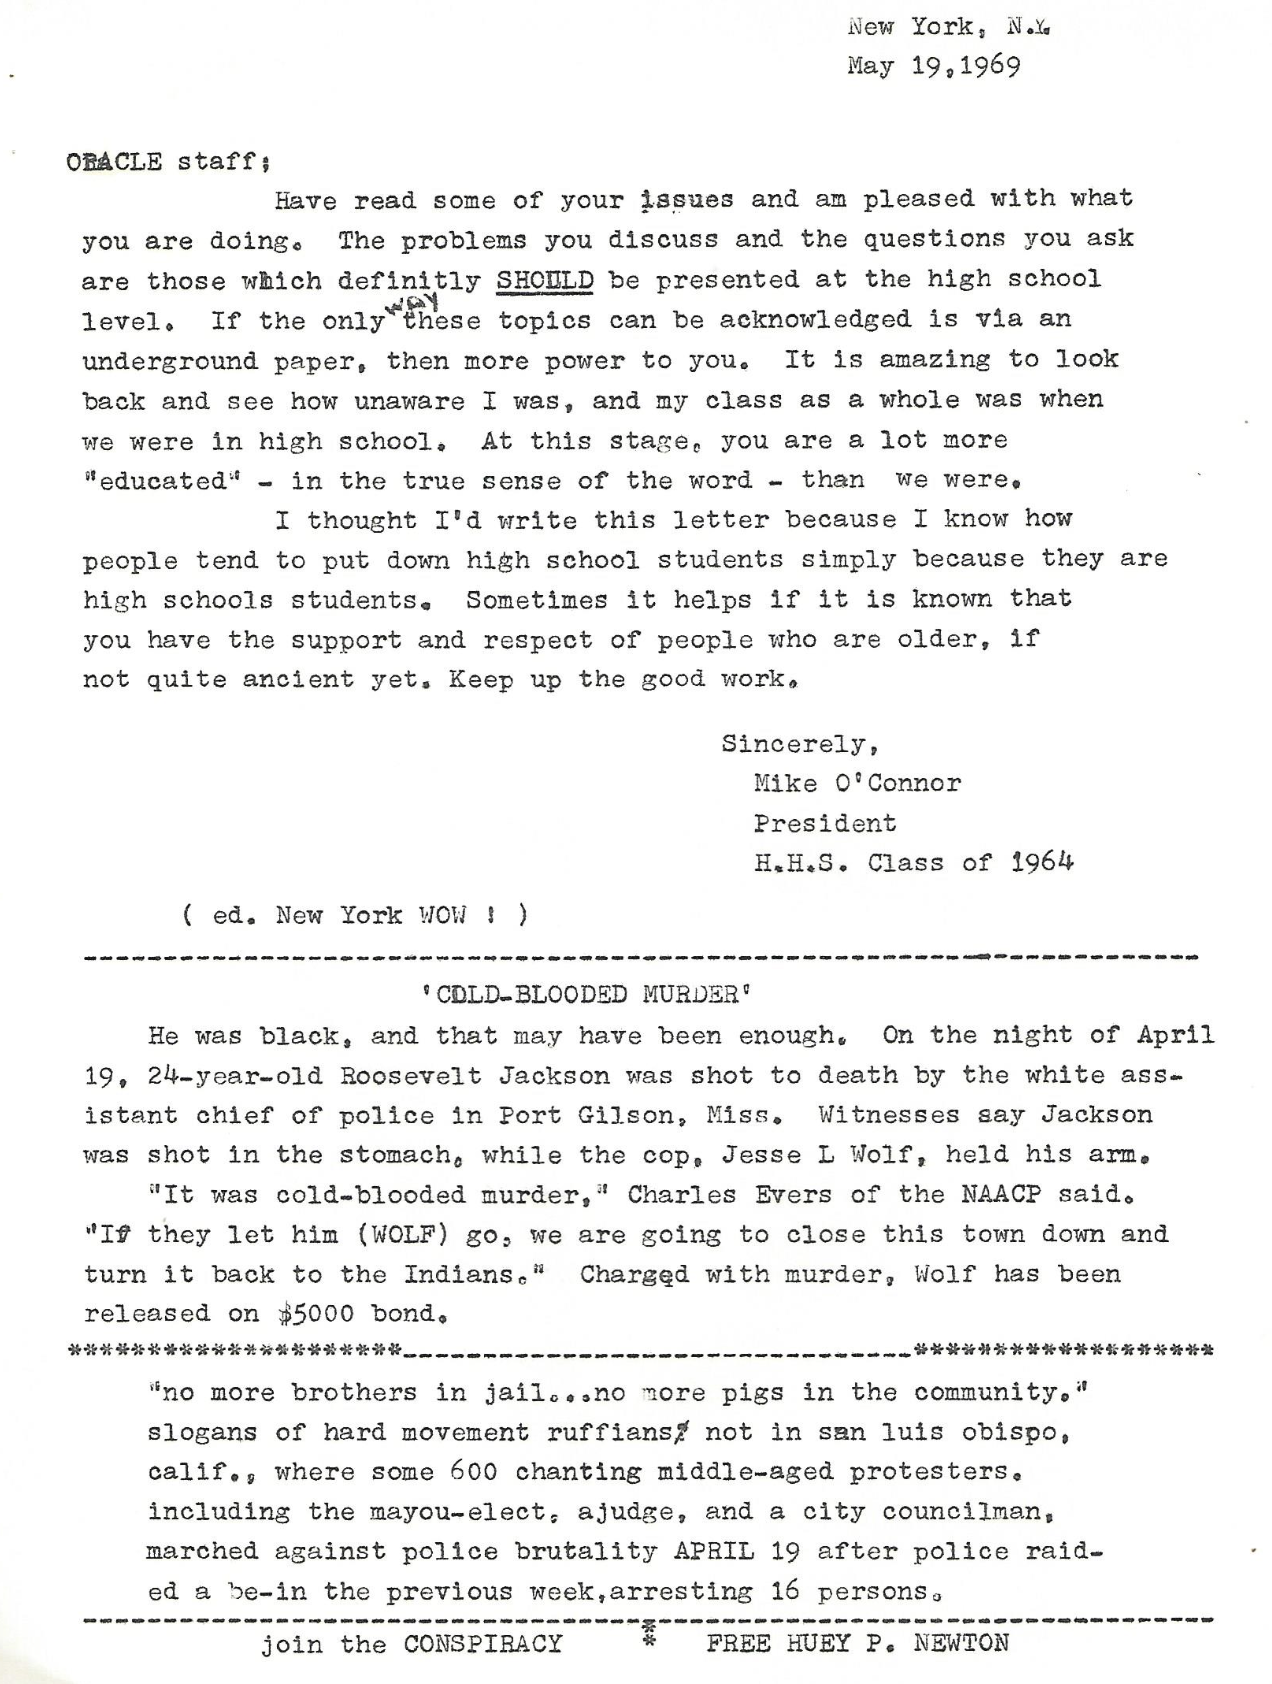 New York, N.Y.
May 19,1969
ORACLE staff;
Have read some of your issues and am pleased with what
you are doing. The problems you discuss and the questions you ask
are those which definitly SHOULD be presented at the high school
way
level. If the only these topics can be acknowledged is via an
underground paper, then more power to you. It is amazing to look
back and see how unaware I was, and my class as a whole was when
we were in high school. At this stage, you are a lot more
"educated" - in the true sense of the word - than we were.
I thought I'd write this letter because I know how
people tend to put down high school students simply because they are
high schools students. Sometimes it helps if it is known that
you have the support and respect of people who are older, if
not quite ancient yet. Keep up the good work.
Sincerely,
Mike O'Connor
President
H.H.S. Class of 1964
( ed. New York WOW ! )
----------------------------------------------------------------------
'COLD-BLOODED MURDER'
He was black, and that may have been enough. On the night of April
19, 24-year-old Roosevelt Jackson was shot to death by the white ass-
istant chief of police in Port Gilson, Miss. Witnesses say Jackson
was shot in the stomach, while the cop, Jesse L Wolf, held his arm.
"It was cold-blooded murder," Charles Evers of the NAACP said.
"If they let him (WOLF) go, we are going to close this town down and
turn it back to the Indians." Charged with murder, Wolf has been
released on $5000 bond.
*********************--------------------------------*******************
"no more brothers in jail...no more pigs in the community."
slogans of hard movement ruffians? not in san luis obispo,
calif., where some 600 chanting middle-aged protesters.
including the mayou-elect, ajudge, and a city councilman,
marched against police brutality APRIL 19 after police raid-
ed a be-in the previous week,arresting 16 persons.
-----------------------------------*-----------------------------------
join the CONSPIRACY * FREE HUEY P. NEWTON